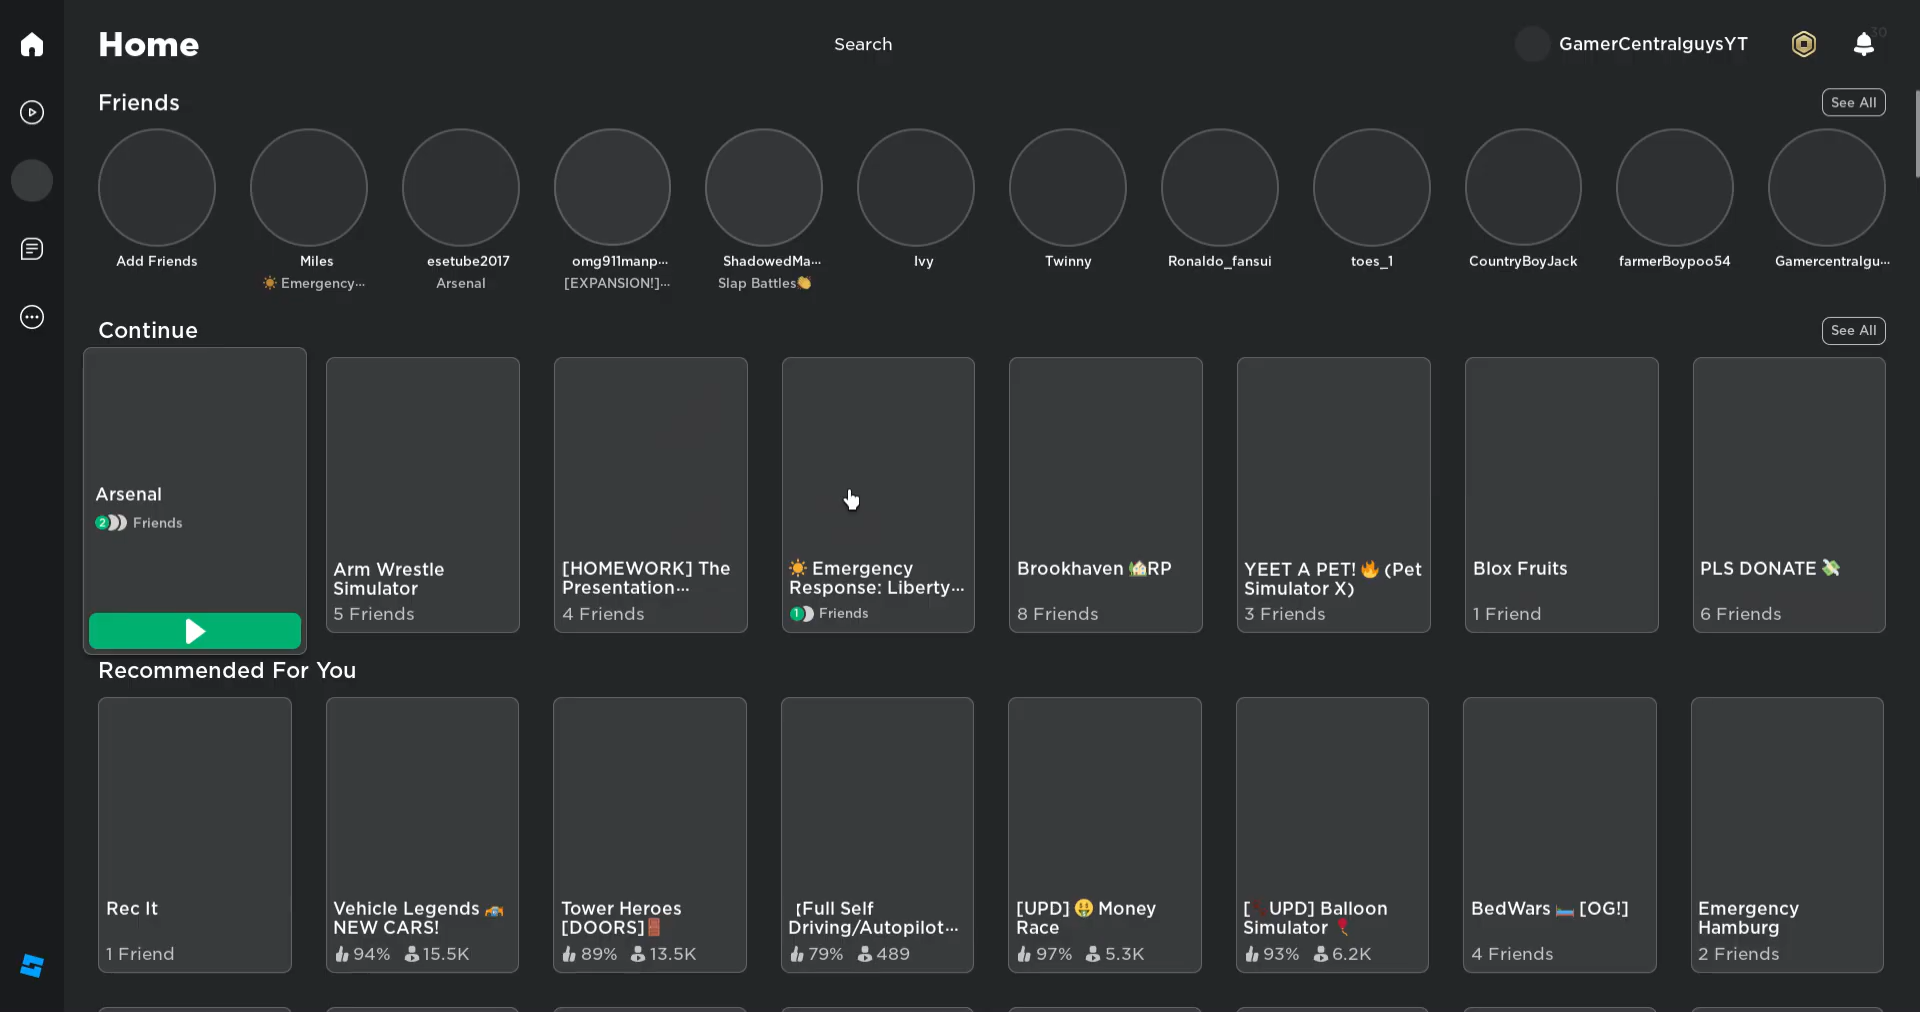 Home
Search
GamerCentralguysYT
30
Friends
See All
Add Friends
Miles
esetube2017
omg911manp...
ShadowedMa...
Ivy
Twinny
Ronaldo_fansui
toes_1
CountryBoyJack
farmerBoypoo54
Gamercentralgu...
☀️ Emergency...
Arsenal
[EXPANSION!]...
Slap Battles👏
Continue
See All
Arsenal
2 Friends
Arm Wrestle
Simulator
5 Friends
[HOMEWORK] The
Presentation...
4 Friends
☀️ Emergency
Response: Liberty...
1 Friends
Brookhaven 🏡RP
8 Friends
YEET A PET! 🔥 (Pet
Simulator X)
3 Friends
Blox Fruits
1 Friend
PLS DONATE 💸
6 Friends
Recommended For You
Rec It
1 Friend
Vehicle Legends 🚗
NEW CARS!
94% 15.5K
Tower Heroes
[DOORS]🚪
89% 13.5K
[Full Self
Driving/Autopilot...
79% 489
[UPD] 🤑 Money
Race
97% 5.3K
[UPD] Balloon
Simulator 🎈
93% 6.2K
BedWars 🛏️ [OG!]
4 Friends
Emergency
Hamburg
2 Friends